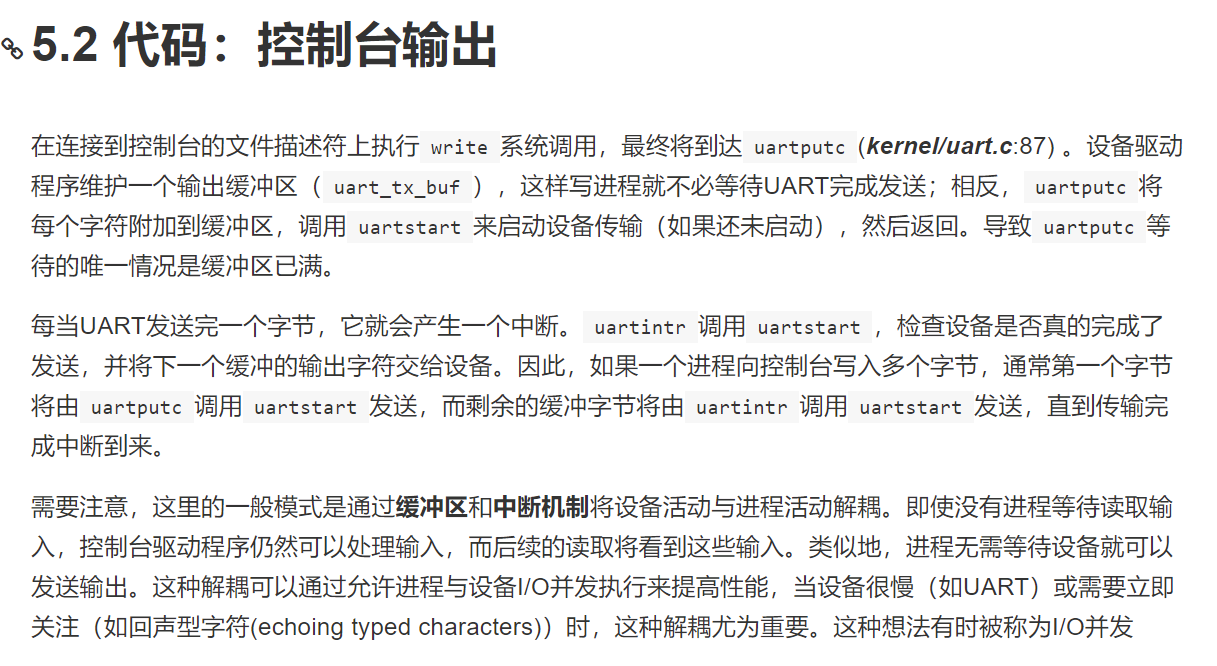 5.2 代码：控制台输出
在连接到控制台的文件描述符上执行 write 系统调用，最终将到达 uartputc (kernel/uart.c:87) 。设备驱动
程序维护一个输出缓冲区（ uart_tx_buf ），这样写进程就不必等待UART完成发送；相反， uartputc 将
每个字符附加到缓冲区，调用 uartstart 来启动设备传输（如果还未启动），然后返回。导致 uartputc 等
待的唯一情况是缓冲区已满。
每当UART发送完一个字节，它就会产生一个中断。 uartintr 调用 uartstart ，检查设备是否真的完成了
发送，并将下一个缓冲的输出字符交给设备。因此，如果一个进程向控制台写入多个字节，通常第一个字节
将由 uartputc 调用 uartstart 发送，而剩余的缓冲字节将由 uartintr 调用 uartstart 发送，直到传输完
成中断到来。
需要注意，这里的一般模式是通过缓冲区和中断机制将设备活动与进程活动解耦。即使没有进程等待读取输
入，控制台驱动程序仍然可以处理输入，而后续的读取将看到这些输入。类似地，进程无需等待设备就可以
发送输出。这种解耦可以通过允许进程与设备I/O并发执行来提高性能，当设备很慢（如UART）或需要立即
关注（如回声型字符(echoing typed characters)）时，这种解耦尤为重要。这种想法有时被称为I/O并发